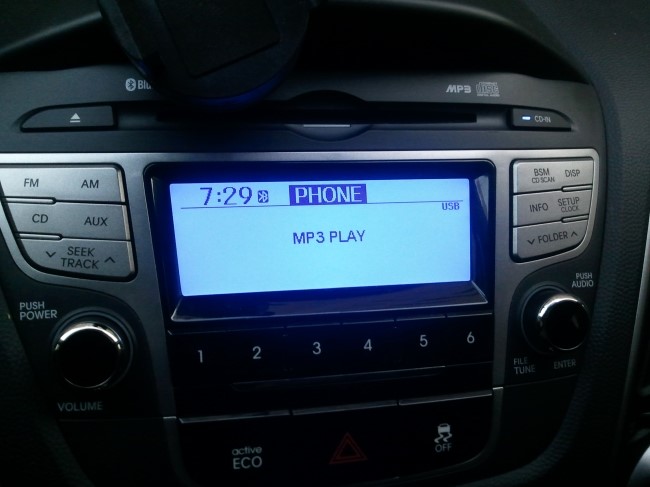 Blu
MP3
CD-IN
FM
AM
CD
AUX
SEEK
TRACK
PUSH
POWER
VOLUME
7:29 PHONE
USB
MP3 PLAY
1 2 3 4 5 6
BSM
CD SCAN
DISP
INFO
SETUP
CLOCK
FOLDER
PUSH
AUDIO
FILE
TUNE
ENTER
active
ECO
OFF